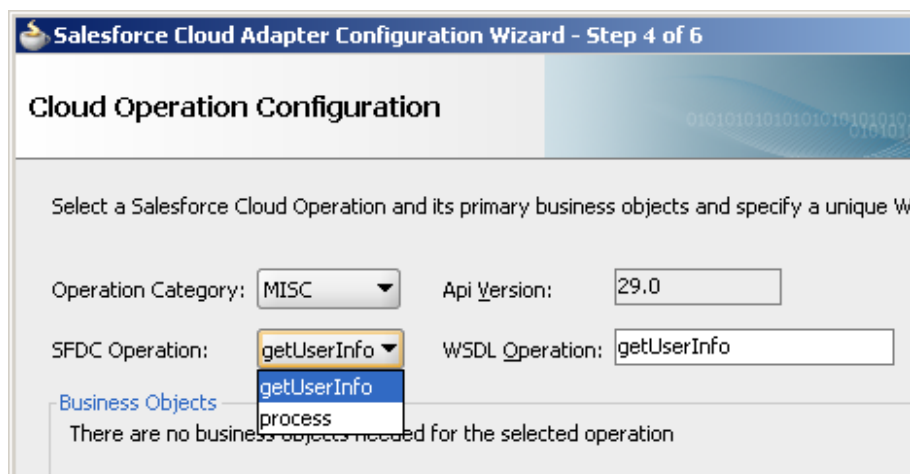 Salesforce Cloud Adapter Configuration Wizard - Step 4 of 6
Cloud Operation Configuration
Select a Salesforce Cloud Operation and its primary business objects and specify a unique W
Operation Category: MISC Api Version: 29.0
SFDC Operation: getUserInfo WSDL Operation: getUserInfo
getUserInfo
process
Business Objects
There are no business objects needed for the selected operation